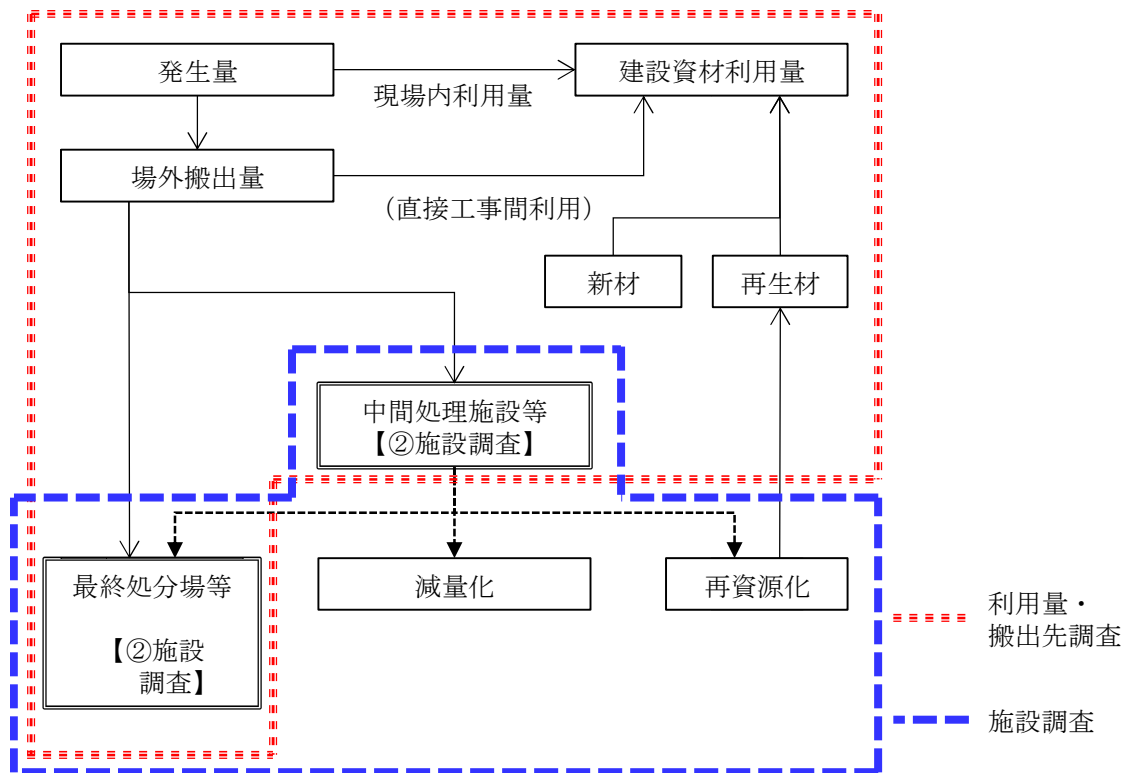 発生量
建設資材利用量
現場内利用量
場外搬出量
（直接工事間利用）
新材
再生材
中間処理施設等
【②施設調査】
最終処分場等
【②施設
調査】
減量化
再資源化
利用量・
搬出先調査
施設調査